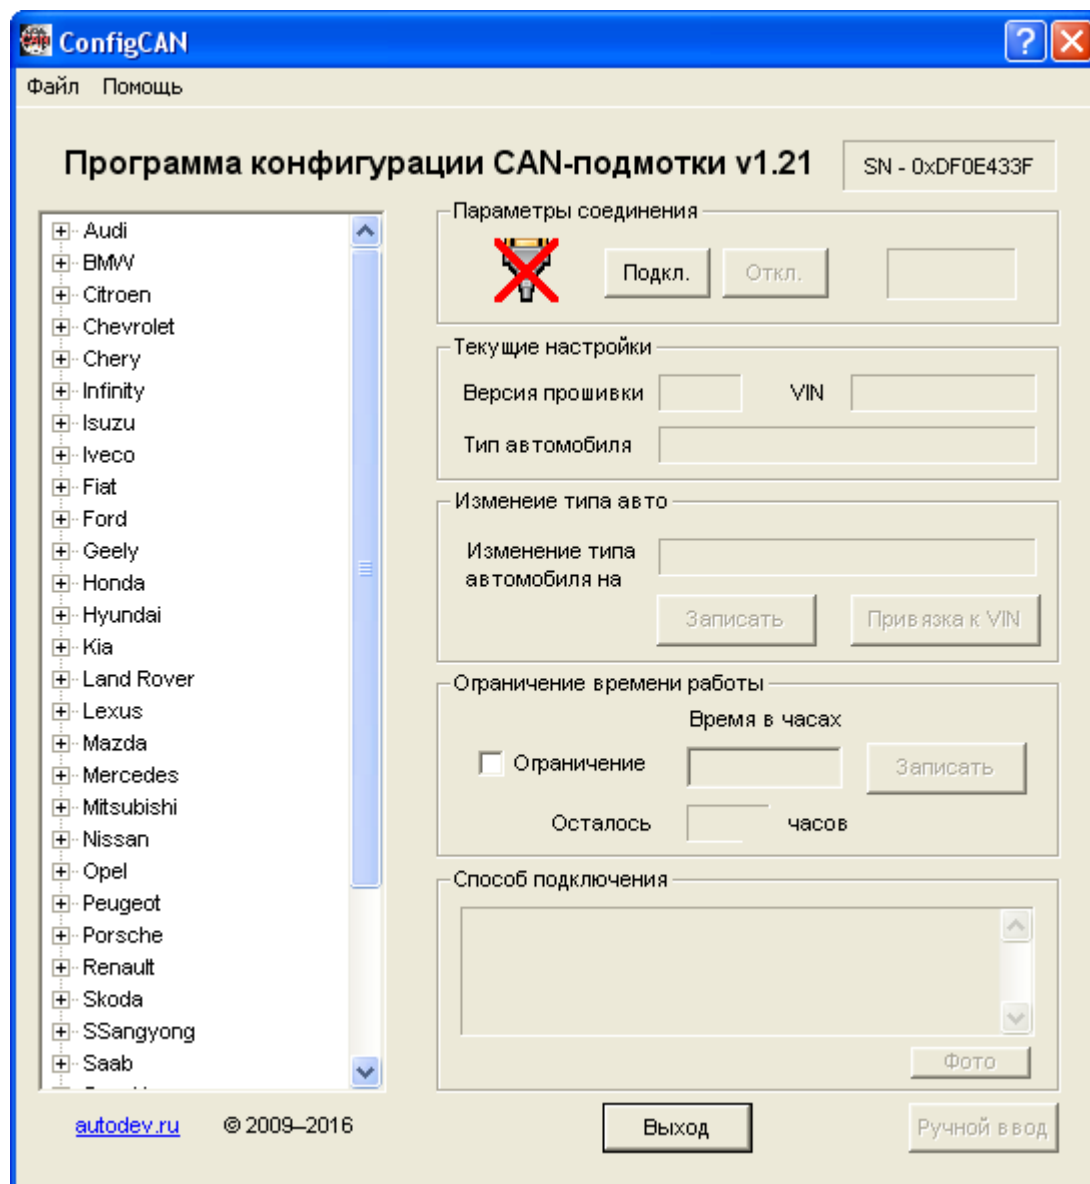 ConfigCAN
Файл Помощь
Программа конфигурации CAN-подмотки v1.21
SN - 0xDF0E433F
Audi
BMW
Citroen
Chevrolet
Chery
Infinity
Isuzu
Iveco
Fiat
Ford
Geely
Honda
Hyundai
Kia
Land Rover
Lexus
Mazda
Mercedes
Mitsubishi
Nissan
Opel
Peugeot
Porsche
Renault
Skoda
SSangyong
Saab
Параметры соединения
Подкл. Откл.
Текущие настройки
Версия прошивки VIN
Тип автомобиля
Изменеие типа авто
Изменение типа
автомобиля на
Записать Привязка к VIN
Ограничение времени работы
Время в часах
Ограничение Записать
Осталось часов
Способ подключения
Фото
autodev.ru © 2009–2016 Выход Ручной ввод